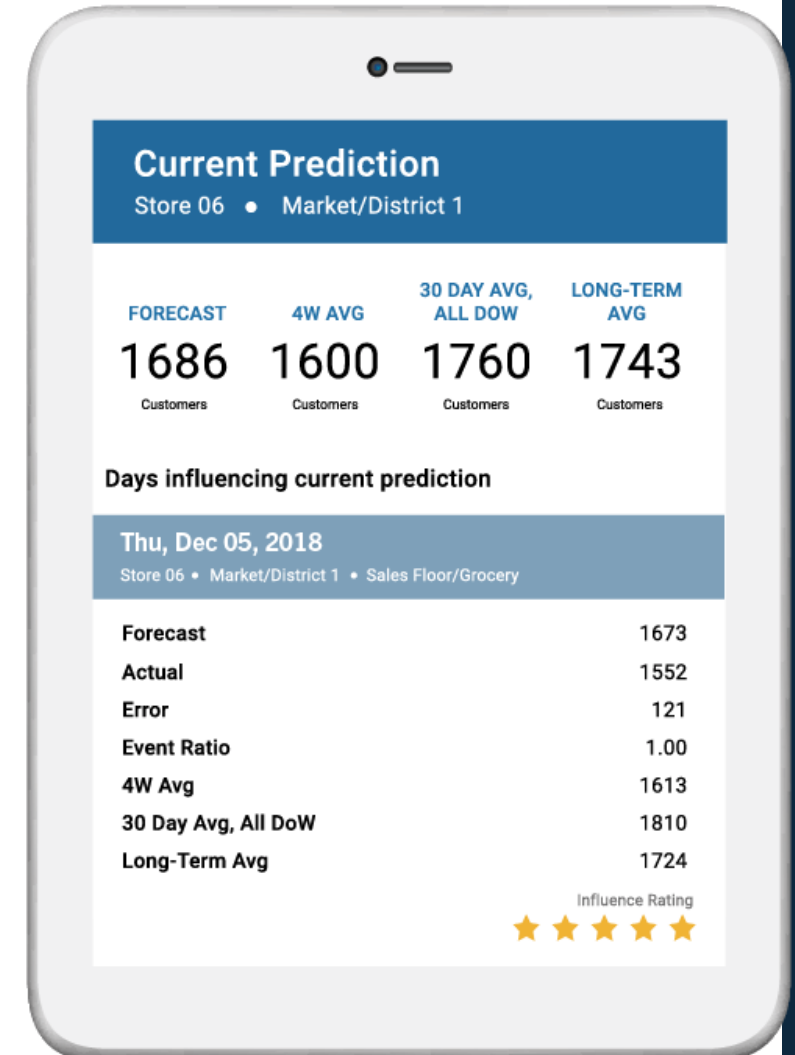 Current Prediction
Store 06 • Market/District 1
FORECAST
1686
Customers
4W AVG
1600
Customers
30 DAY AVG,
ALL DOW
1760
Customers
LONG-TERM
AVG
1743
Customers
Days influencing current prediction
Thu, Dec 05, 2018
Store 06 • Market/District 1 • Sales Floor/Grocery
Forecast 1673
Actual 1552
Error 121
Event Ratio 1.00
4W Avg 1613
30 Day Avg, All DoW 1810
Long-Term Avg 1724
Influence Rating